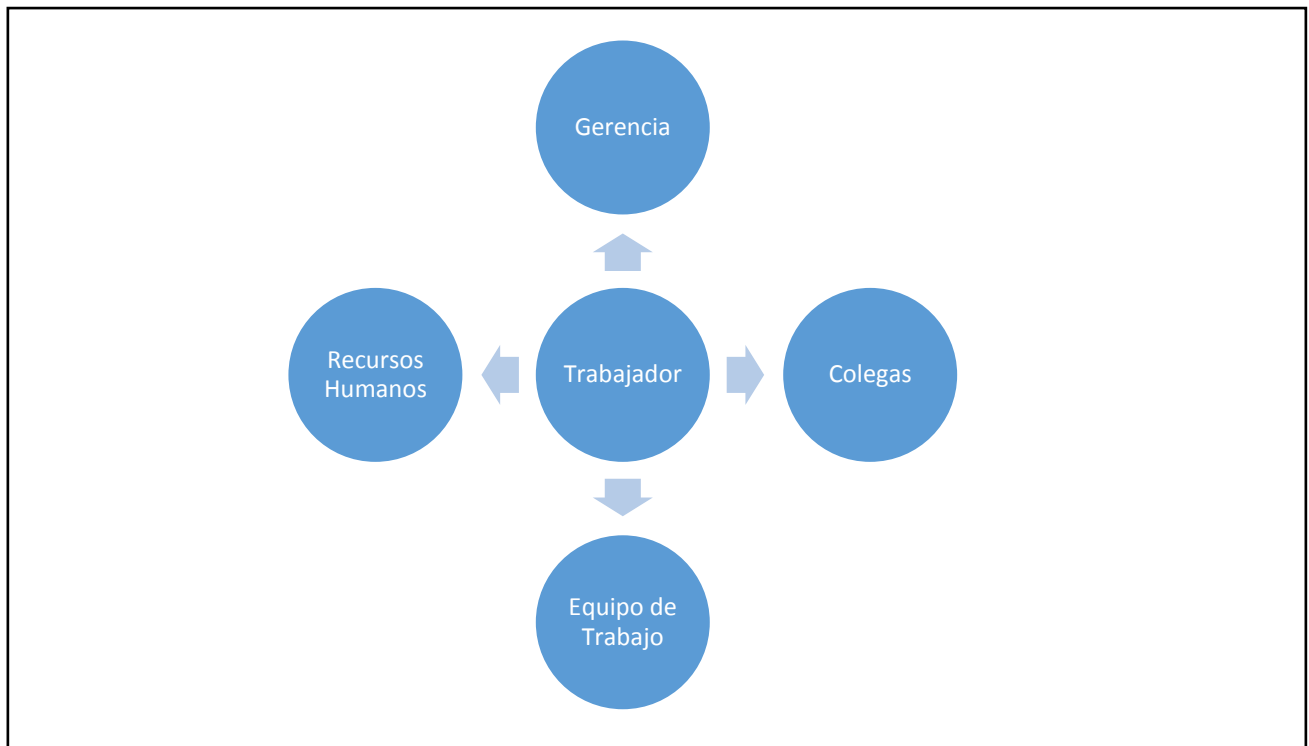 Gerencia
Recursos
Humanos
Trabajador
Colegas
Equipo de
Trabajo